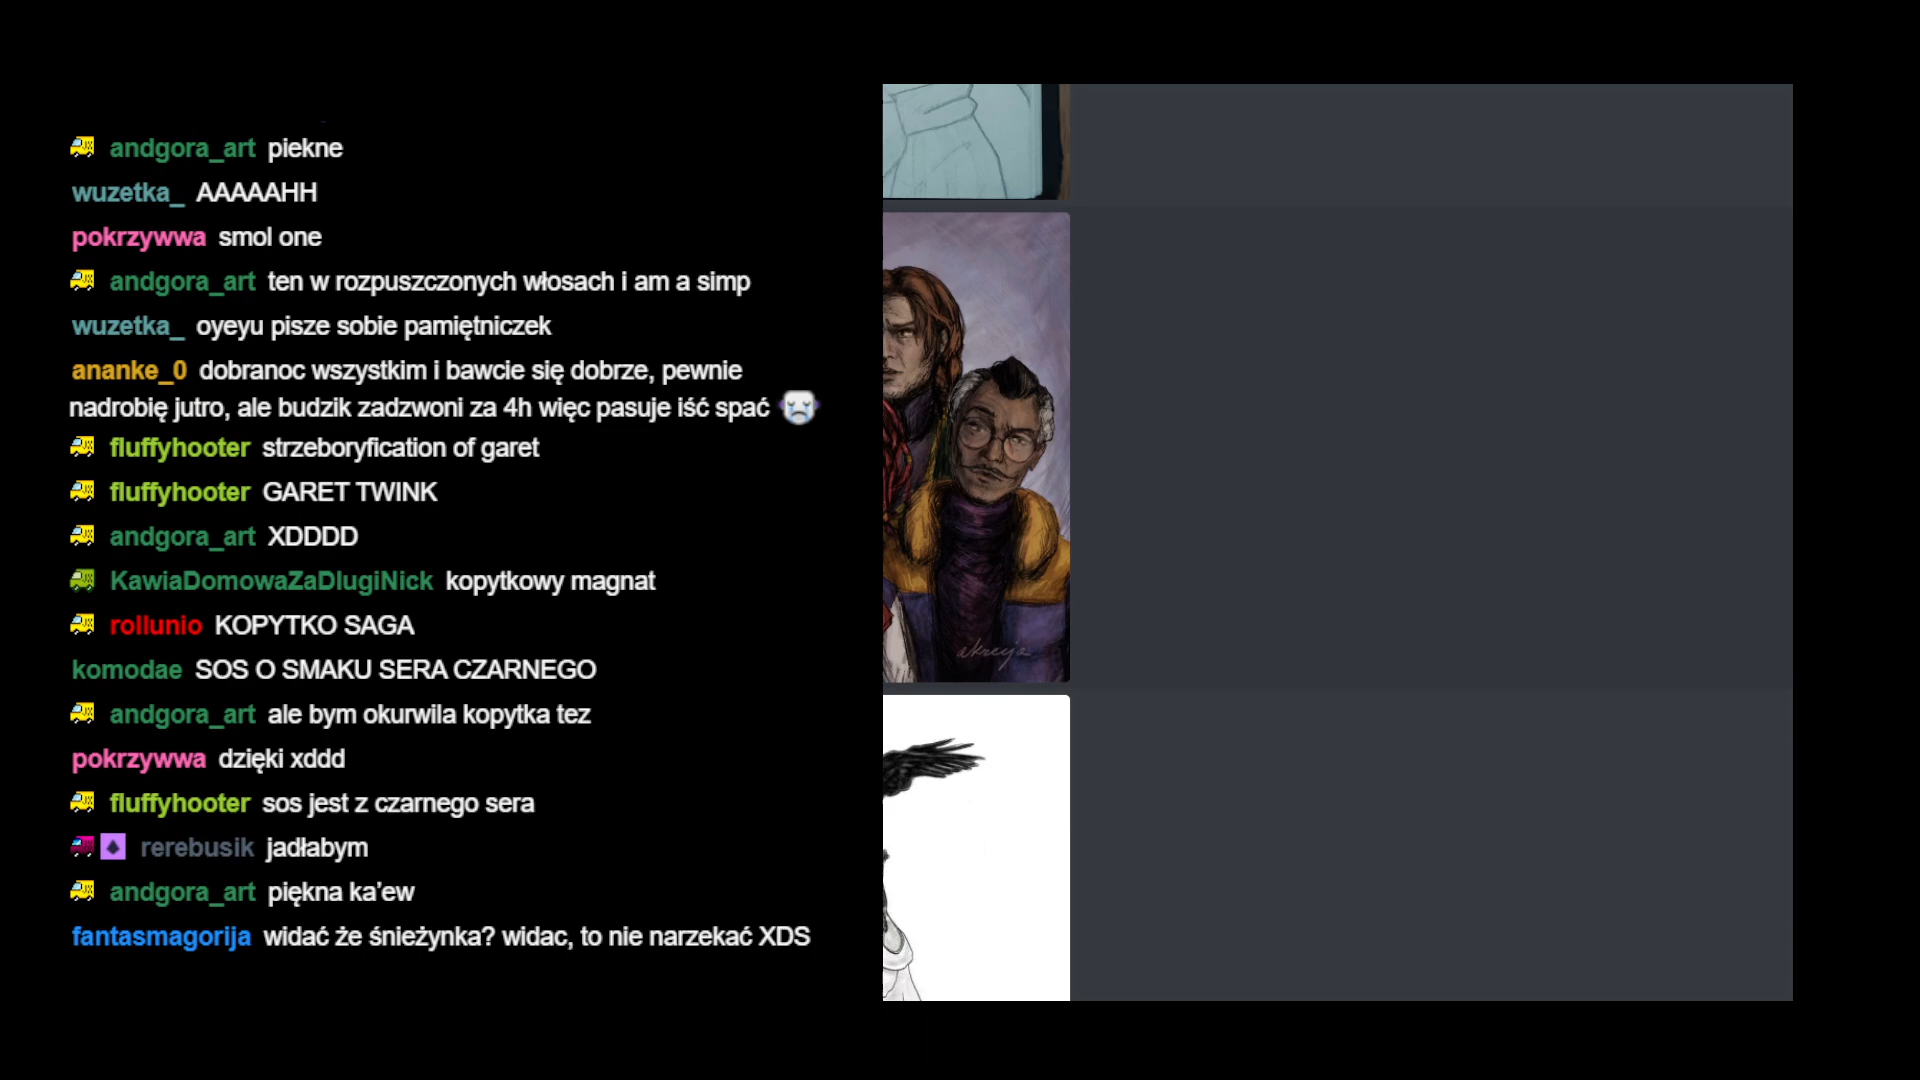 andgora_art piekne
wuzetka_ AAAAAHH
pokrzywwa smol one
andgora_art ten w rozpuszczonych włosach i am a simp
wuzetka_ oyeyu pisze sobie pamiętniczek
ananke_0 dobranoc wszystkim i bawcie się dobrze, pewnie
nadrobię jutro, ale budzik zadzwoni za 4h więc pasuje iść spać
fluffyhooter strzeboryfication of garet
fluffyhooter GARET TWINK
andgora_art XDDDD
KawiaDomowaZaDlugiNick kopytkowy magnat
rollunio KOPYTKO SAGA
komodae SOS O SMAKU SERA CZARNEGO
andgora_art ale bym okurwila kopytka tez
pokrzywwa dzięki xddd
fluffyhooter sos jest z czarnego sera
rerebusik jadłabym
andgora_art piękna ka'ew
fantasmagorija widać że śnieżynka? widac, to nie narzekać XDS
akreija